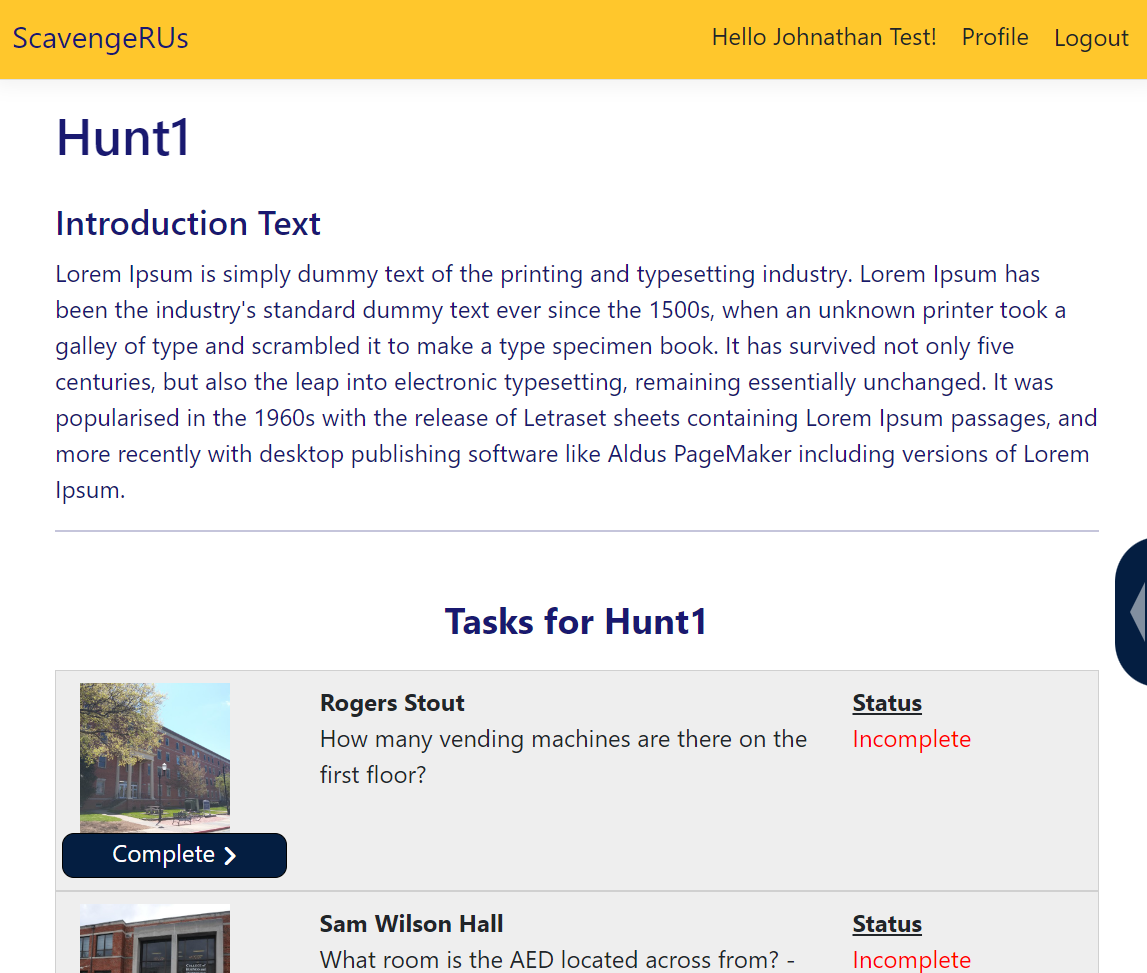 ScavengeRUs
Hello Johnathan Test! Profile Logout
Hunt1
Introduction Text
Lorem Ipsum is simply dummy text of the printing and typesetting industry. Lorem Ipsum has
been the industry's standard dummy text ever since the 1500s, when an unknown printer took a
galley of type and scrambled it to make a type specimen book. It has survived not only five
centuries, but also the leap into electronic typesetting, remaining essentially unchanged. It was
popularised in the 1960s with the release of Letraset sheets containing Lorem Ipsum passages, and
more recently with desktop publishing software like Aldus PageMaker including versions of Lorem
Ipsum.
Tasks for Hunt1
Rogers Stout
How many vending machines are there on the
first floor?
Status
Incomplete
Complete
Sam Wilson Hall
What room is the AED located across from? -
Status
Incomplete